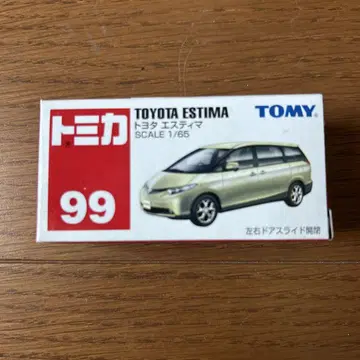 トミカ
99
TOYOTA ESTIMA
トヨタ エスティマ
SCALE 1/65
TOMY
左右ドアスライド開閉